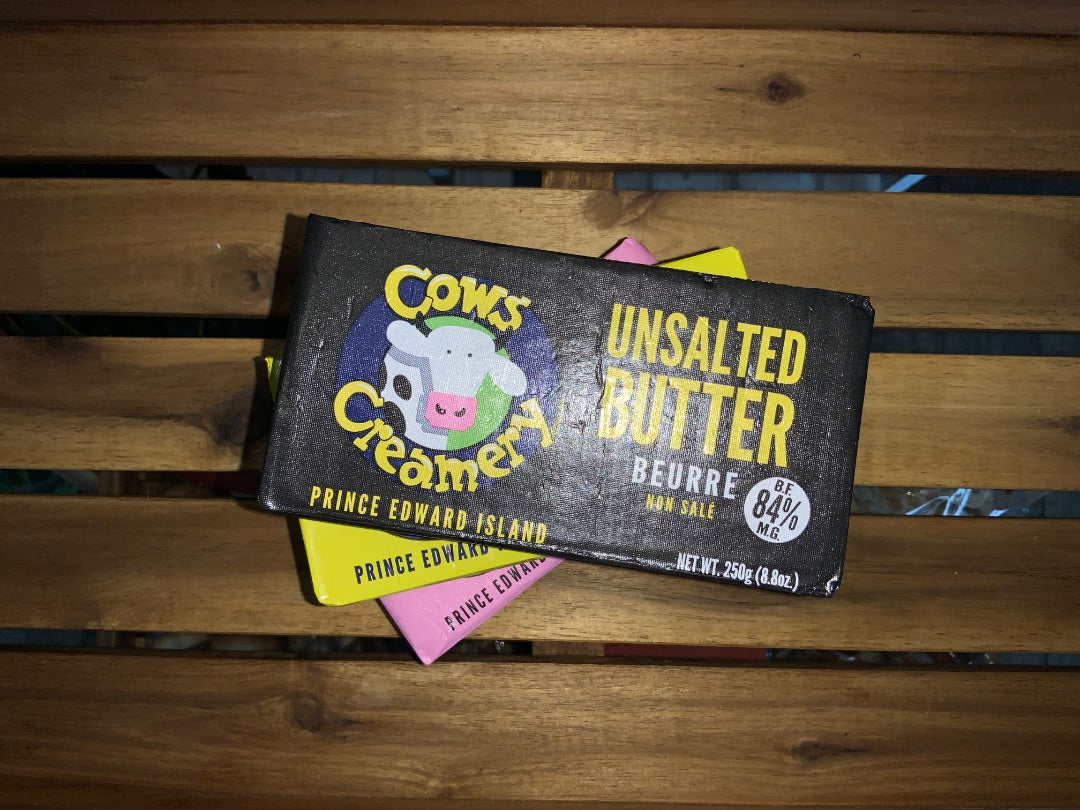 Cows
Creamery
PRINCE EDWARD ISLAND
UNSALTED
BUTTER
BEURRE
NON SALÉ
B.F.
84%
M.G.
NET WT. 250g (8.8oz.)
PRINCE EDWARD
PRINCE EDWARD